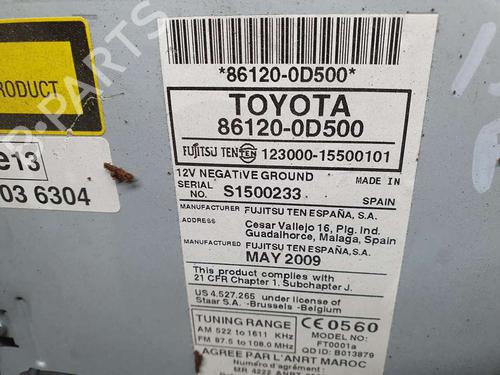 PRODUCT
e13
03 6304
*86120-0D500*
TOYOTA
86120-0D500
FUJITSU TEN TEN 123000-15500101
12V NEGATIVE GROUND
MADE IN
SERIAL NO. S1500233
SPAIN
MANUFACTURER FUJITSU TEN ESPAÑA, S.A.
ADDRESS Cesar Vallejo 16, Plg. Ind.
Guadalhorce, Malaga, Spain
MANUFACTURED FUJITSU TEN ESPAÑA, S.A.
MAY 2009
This product complies with
21 CFR Chapter 1. Subchapter J.
US 4.527.265 under license of
Staar S.A. -Brussels -Belgium
TUNING RANGE
AM 522 to 1611 KHz
FM 87.5 to 108.0 MHz
CE0560
MODEL NO:
FT0001a
QD ID: B013879
AGREE PAR L'ANRT MAROC
Numéro d'agrément: